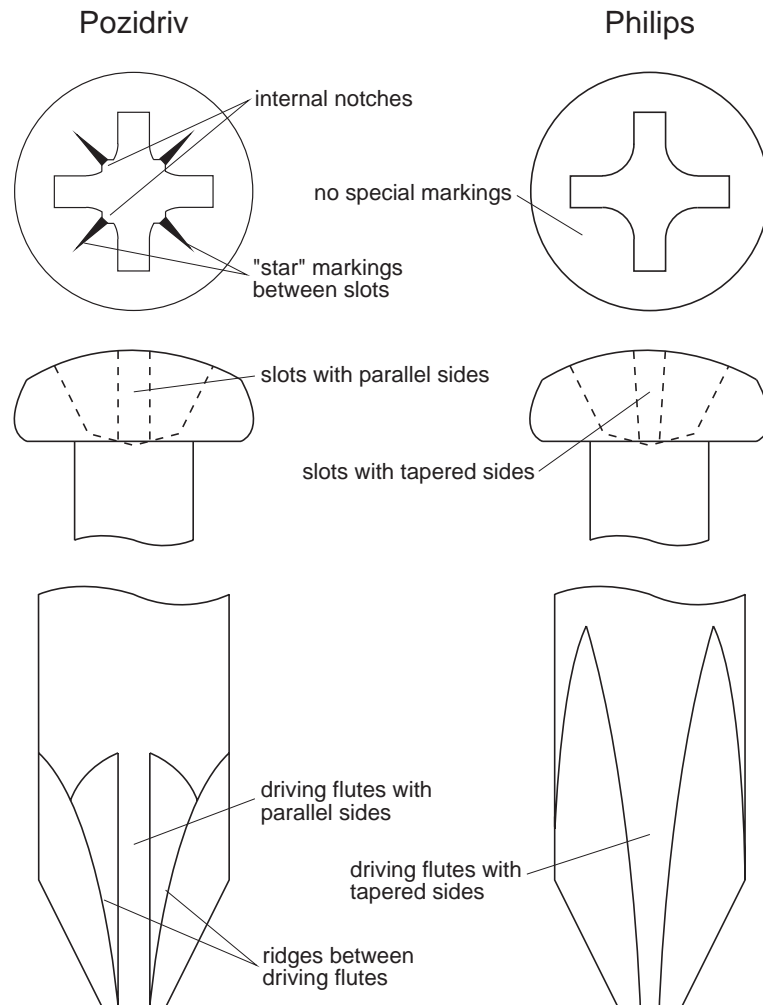 Pozidriv
Philips
internal notches
no special markings
"star" markings
between slots
slots with parallel sides
slots with tapered sides
driving flutes with
parallel sides
driving flutes with
tapered sides
ridges between
driving flutes